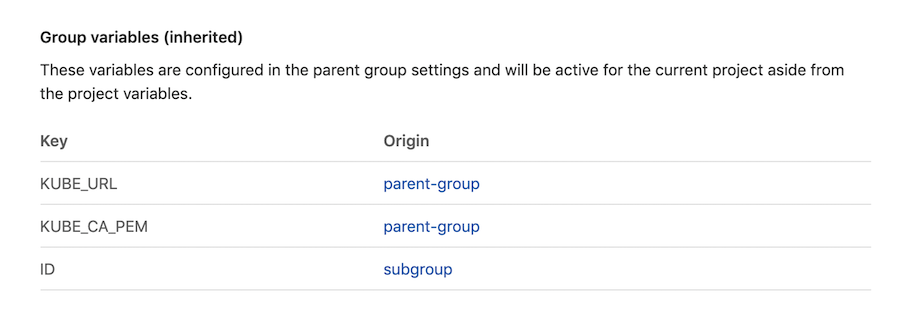 Group variables (inherited)
These variables are configured in the parent group settings and will be active for the current project aside from
the project variables.
Key Origin
KUBE_URL parent-group
KUBE_CA_PEM parent-group
ID subgroup